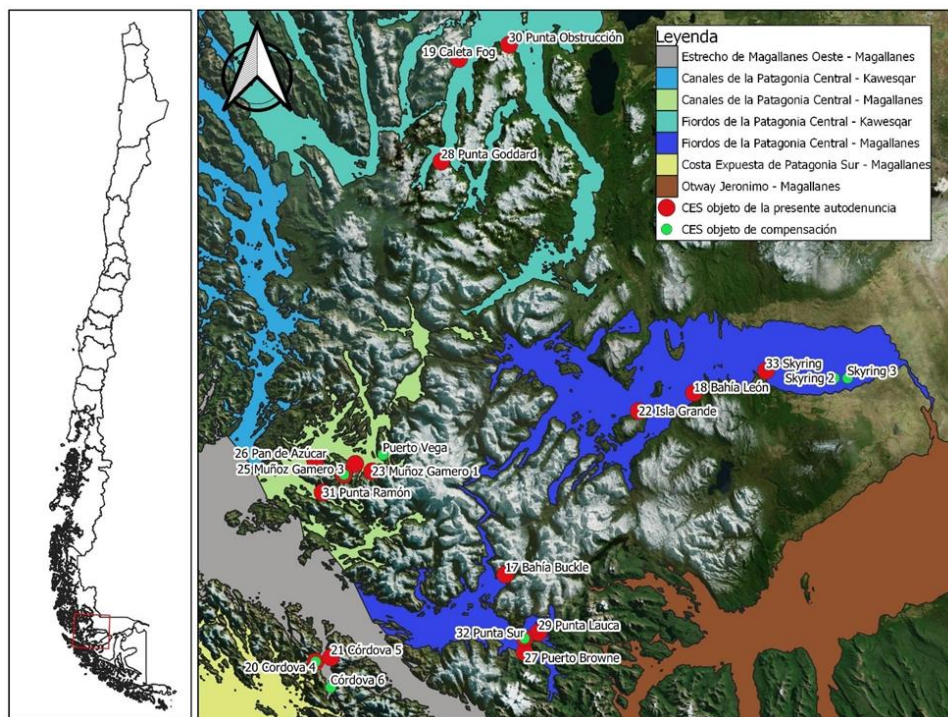 30 Punta Obstrucción
19 Caleta Fog
28 Punta Goddard
Leyenda
Estrecho de Magallanes Oeste - Magallanes
Canales de la Patagonia Central - Kawesqar
Canales de la Patagonia Central - Magallanes
Fiordos de la Patagonia Central - Kawesqar
Fiordos de la Patagonia Central - Magallanes
Costa Expuesta de Patagonia Sur - Magallanes
Otway Jeronimo - Magallanes
CES objeto de la presente autodenuncia
CES objeto de compensación
33 Skyring
Skyring 2
Skyring 3
18 Bahía León
22 Isla Grande
Puerto Vega
26 Pan de Azúcar
25 Muñoz Gamero 3
23 Muñoz Gamero 1
31 Punta Ramón
17 Bahía Buckle
29 Punta Lauca
32 Punta Sur
27 Puerto Browne
21 Córdova 5
20 Cordova 4
Córdova 6